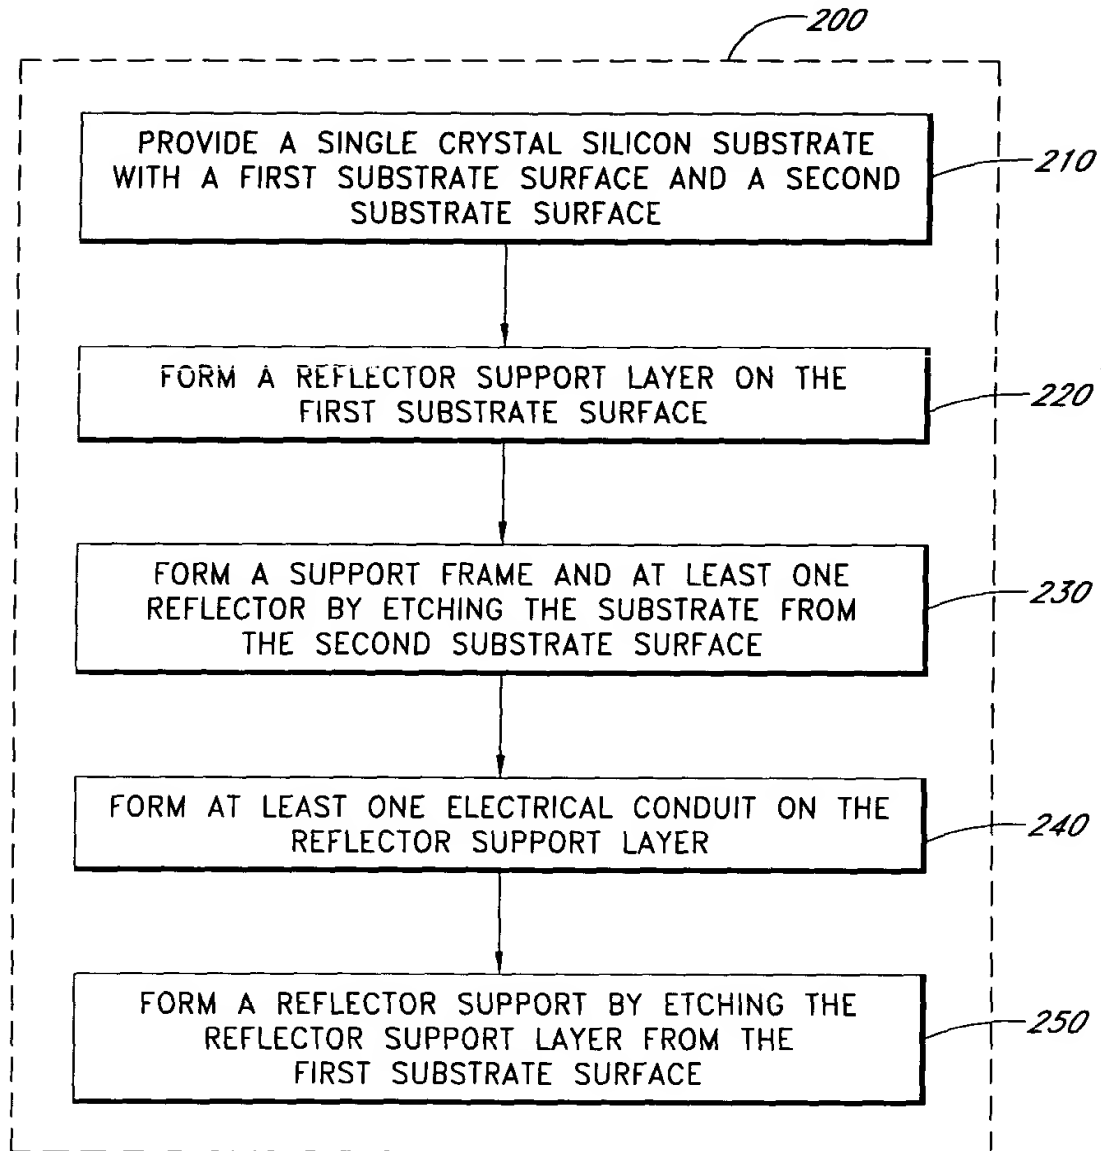 200
PROVIDE A SINGLE CRYSTAL SILICON SUBSTRATE
WITH A FIRST SUBSTRATE SURFACE AND A SECOND
SUBSTRATE SURFACE
210
FORM A REFLECTOR SUPPORT LAYER ON THE
FIRST SUBSTRATE SURFACE
220
FORM A SUPPORT FRAME AND AT LEAST ONE
REFLECTOR BY ETCHING THE SUBSTRATE FROM
THE SECOND SUBSTRATE SURFACE
230
FORM AT LEAST ONE ELECTRICAL CONDUIT ON THE
REFLECTOR SUPPORT LAYER
240
FORM A REFLECTOR SUPPORT BY ETCHING THE
REFLECTOR SUPPORT LAYER FROM THE
FIRST SUBSTRATE SURFACE
250